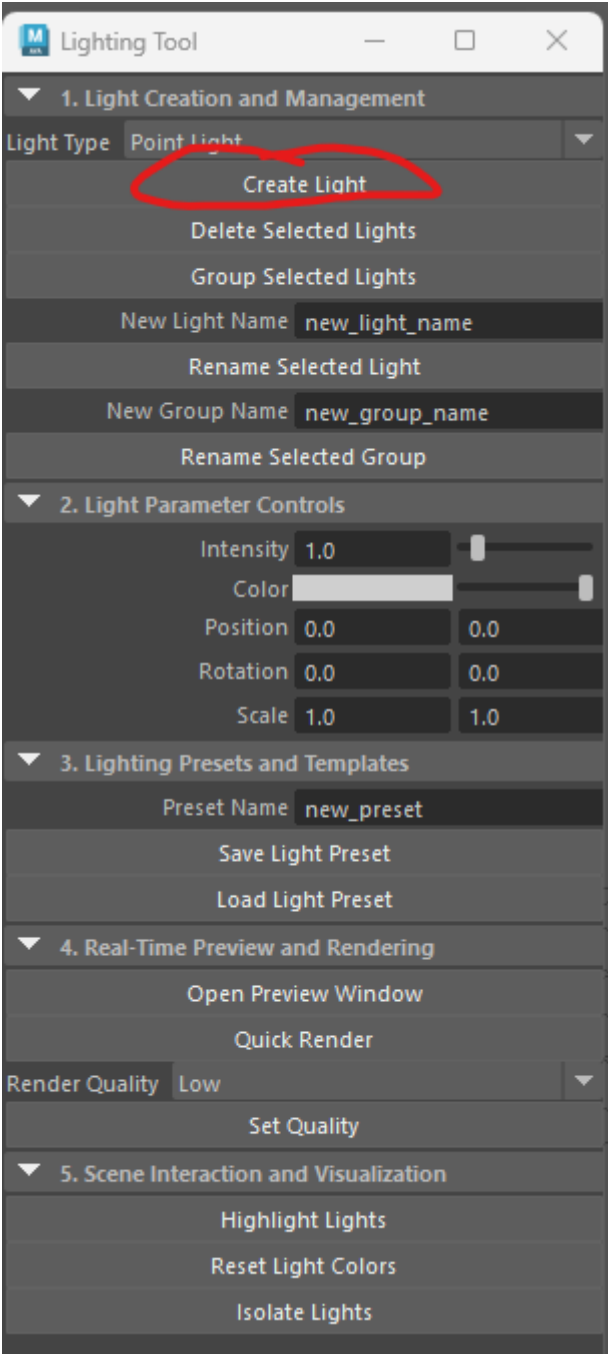 Lighting Tool
1. Light Creation and Management
Light Type Point Light
Create Light
Delete Selected Lights
Group Selected Lights
New Light Name new_light_name
Rename Selected Light
New Group Name new_group_name
Rename Selected Group
2. Light Parameter Controls
Intensity 1.0
Color
Position 0.0 0.0
Rotation 0.0 0.0
Scale 1.0 1.0
3. Lighting Presets and Templates
Preset Name new_preset
Save Light Preset
Load Light Preset
4. Real-Time Preview and Rendering
Open Preview Window
Quick Render
Render Quality Low
Set Quality
5. Scene Interaction and Visualization
Highlight Lights
Reset Light Colors
Isolate Lights